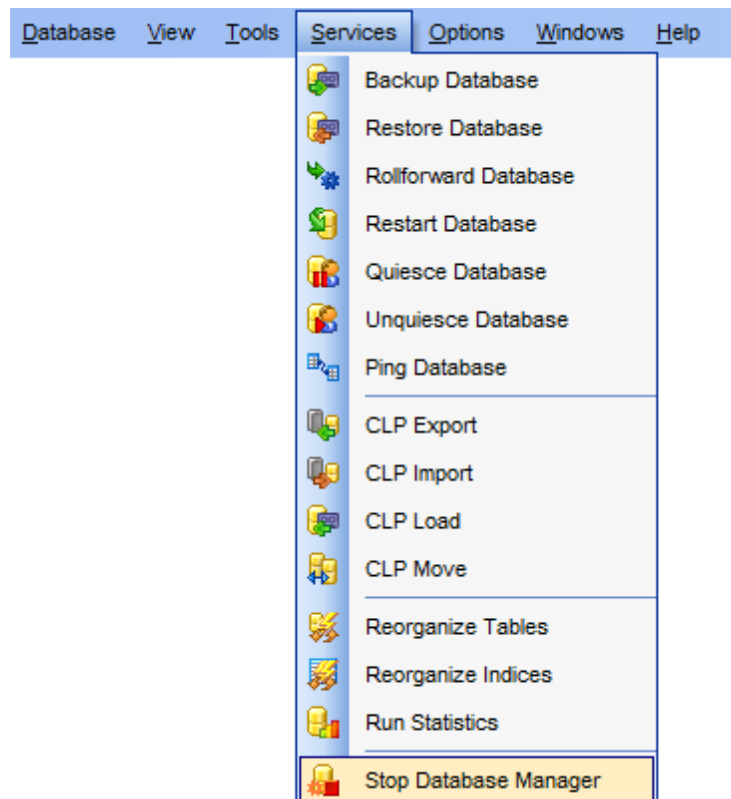 Database View Tools Services Options Windows Help
Backup Database
Restore Database
Rollforward Database
Restart Database
Quiesce Database
Unquiesce Database
Ping Database
CLP Export
CLP Import
CLP Load
CLP Move
Reorganize Tables
Reorganize Indices
Run Statistics
Stop Database Manager